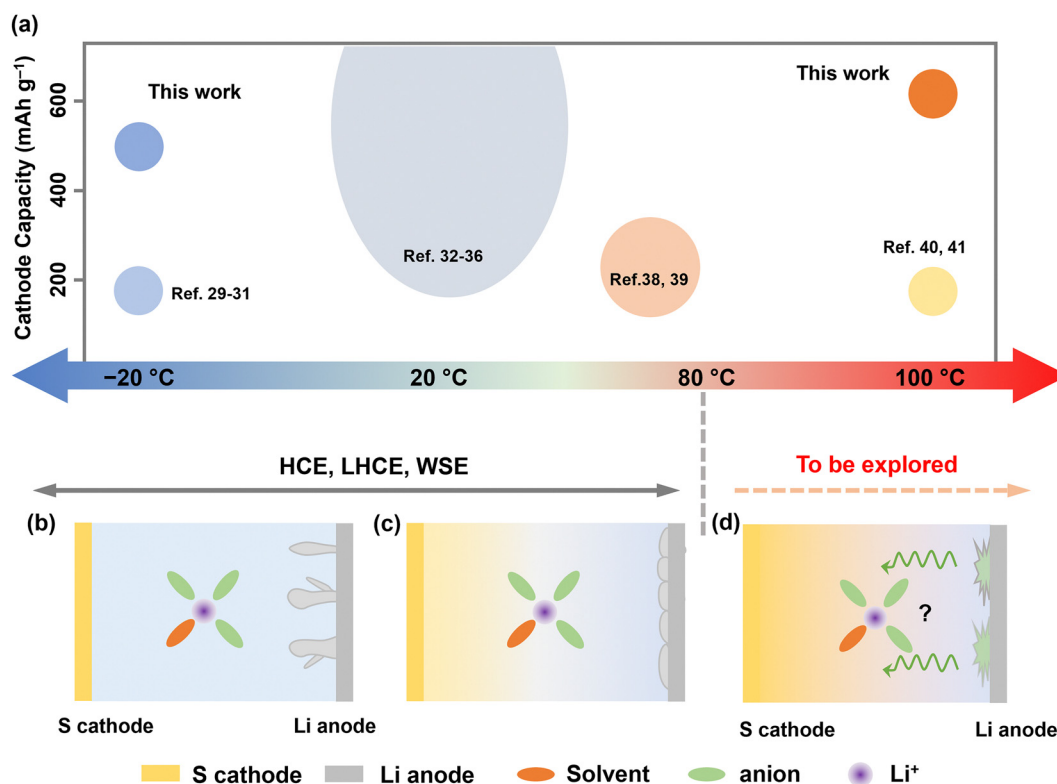 (a)
Cathode Capacity (mAh g⁻¹)
600
400
200
This work
This work
Ref. 29-31
Ref. 32-36
Ref.38, 39
Ref. 40, 41
−20 °C
20 °C
80 °C
100 °C
HCE, LHCE, WSE
To be explored
(b)
(c)
(d)
?
S cathode
Li anode
S cathode
Li anode
S cathode
Li anode
Solvent
anion
Li⁺